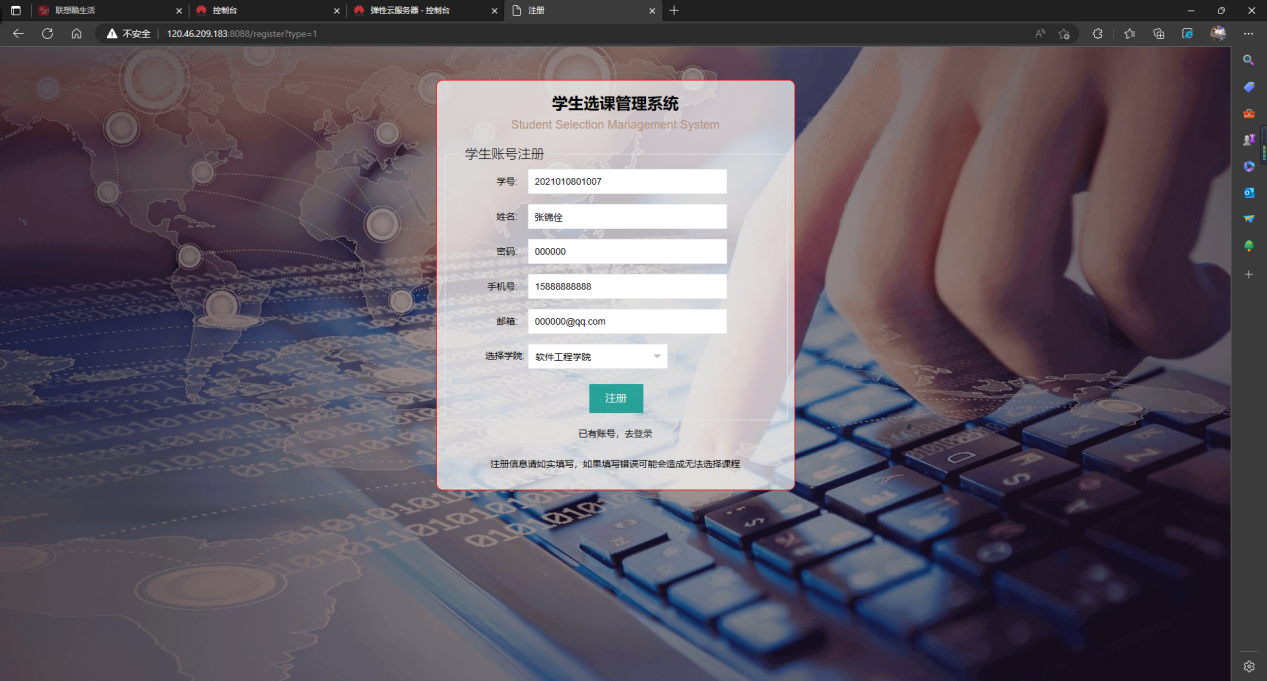 联想酷生活
控制台
弹性云服务器 - 控制台
注册
不安全
120.46.209.183:8088/register?type=1
学生选课管理系统
Student Selection Management System
学生账号注册
学号: 2021010801007
姓名: 张锦佺
密码: 000000
手机号: 15888888888
邮箱: 000000@qq.com
选择学院: 软件工程学院
注册
已有账号，去登录
注册信息请如实填写，如果填写错误可能会造成无法选择课程